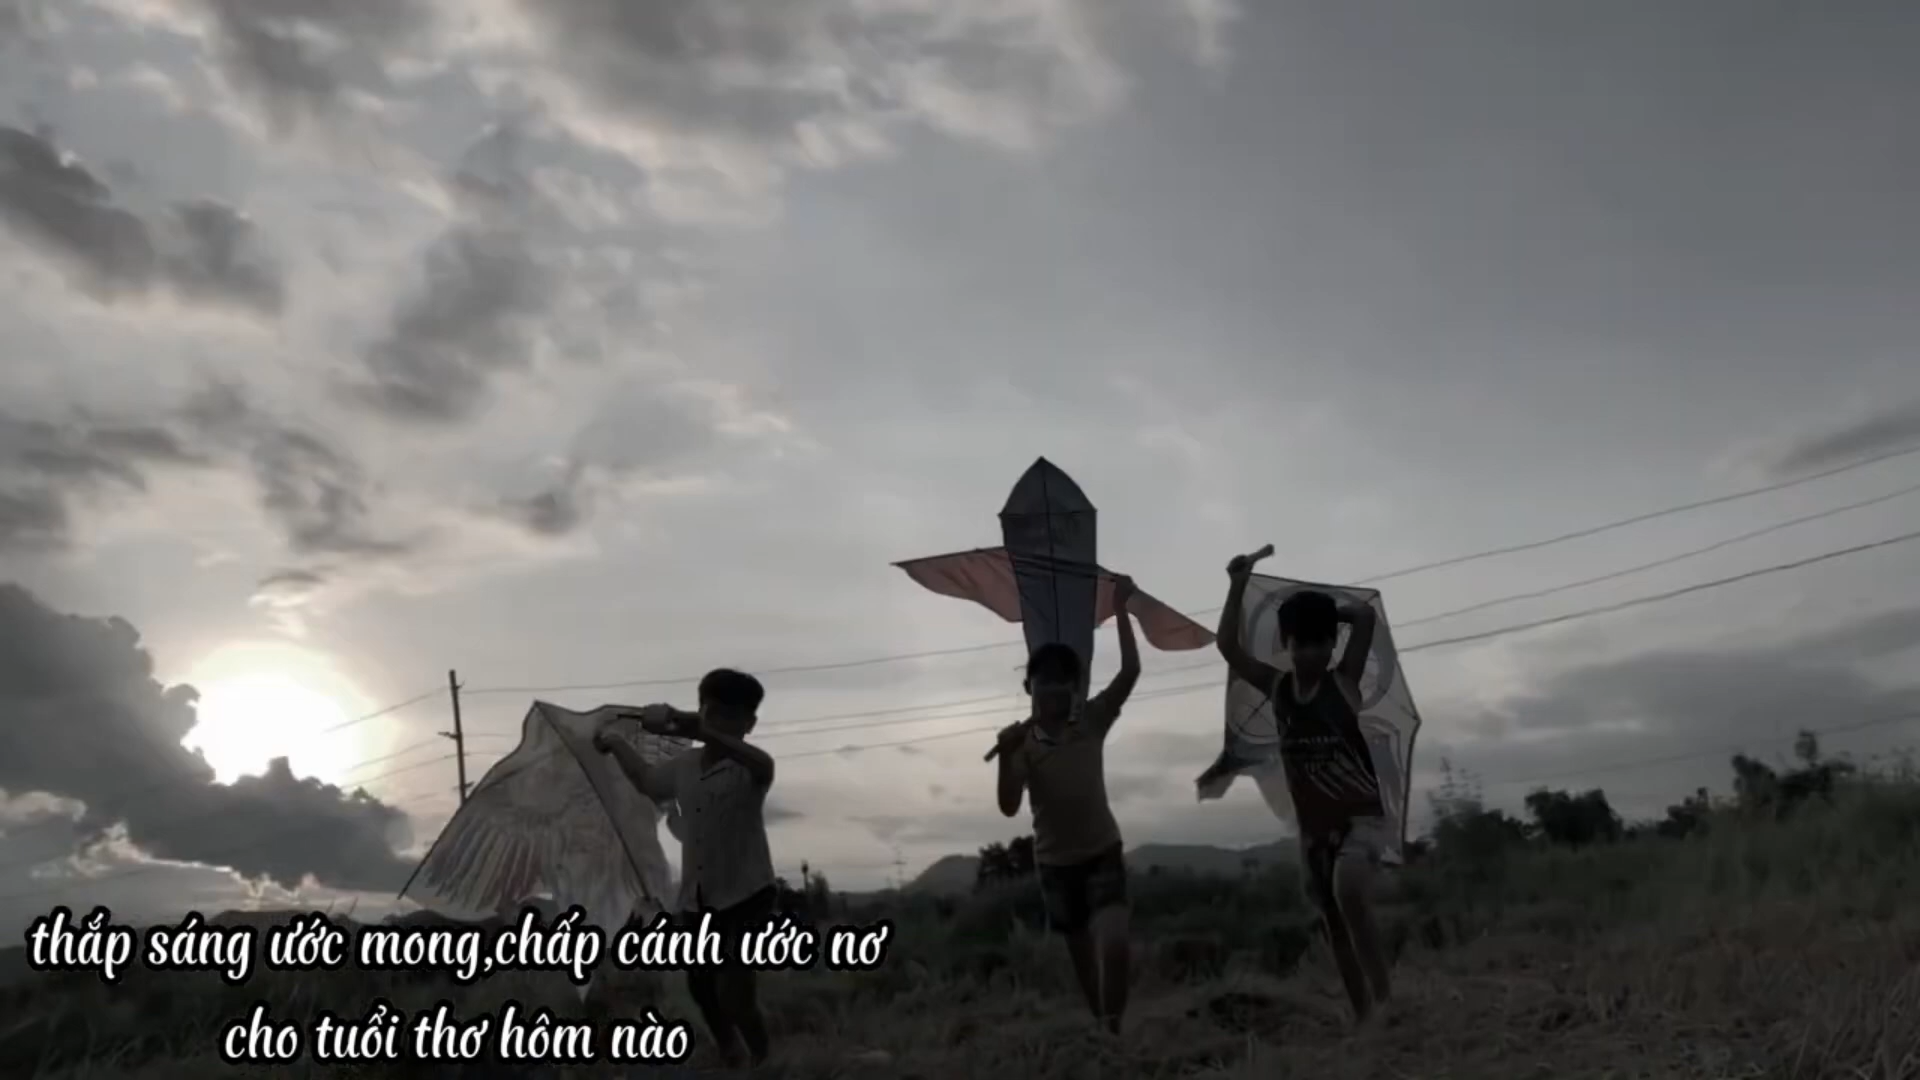 thắp sáng ước mong,chấp cánh ước nơ
cho tuổi thơ hôm nào